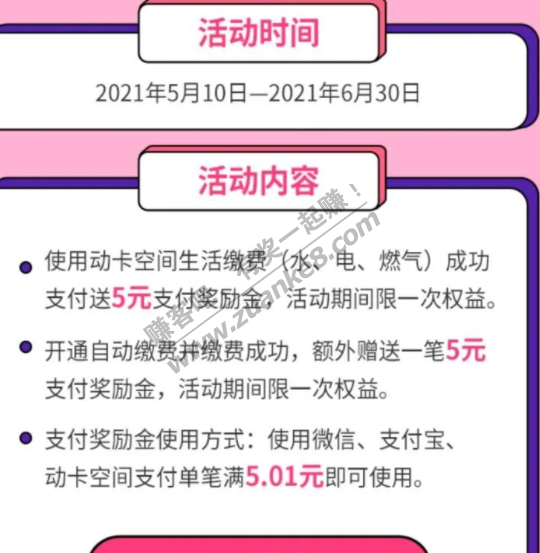 活动时间
2021年5月10日—2021年6月30日
活动内容
使用动卡空间生活缴费（水、电、燃气）成功
支付送5元支付奖励金，活动期间限一次权益。
开通自动缴费并缴费成功，额外赠送一笔5元
支付奖励金，活动期间限一次权益。
支付奖励金使用方式：使用微信、支付宝、
动卡空间支付单笔满5.01元即可使用。
赚客吧，有奖一起赚！
www.zuanke8.com